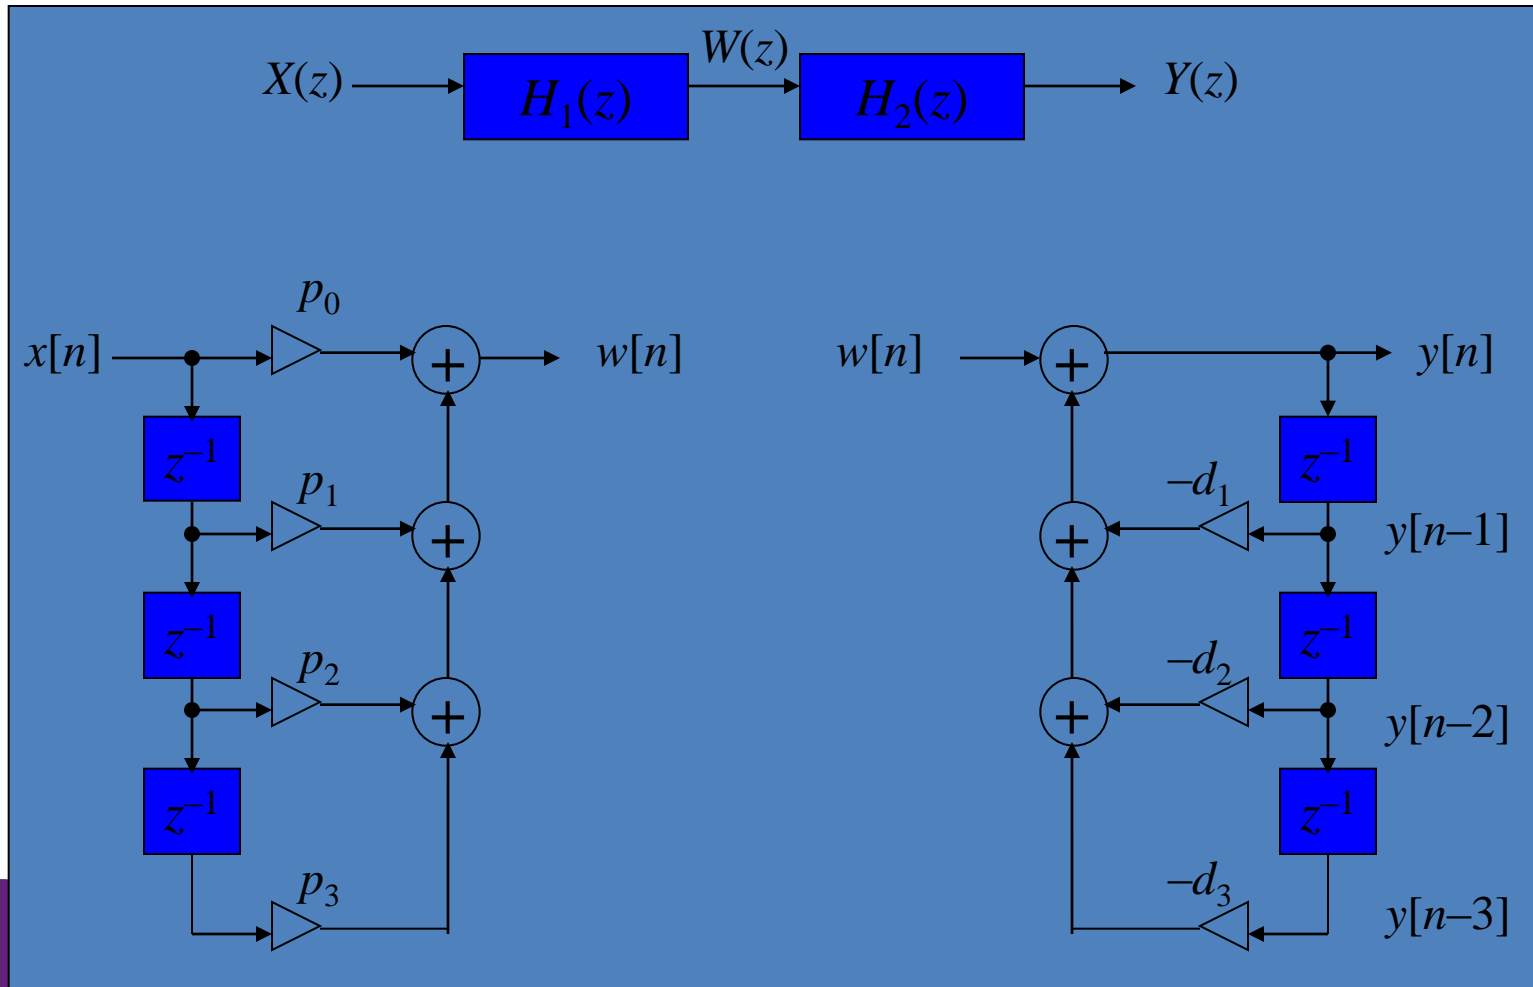 X(z) H₁(z) W(z) H₂(z) Y(z)
p₀
x[n] + w[n]
z⁻¹
p₁
+
z⁻¹
p₂
+
z⁻¹
p₃
w[n] + y[n]
z⁻¹
–d₁
+ y[n–1]
z⁻¹
–d₂
+ y[n–2]
z⁻¹
–d₃
y[n–3]